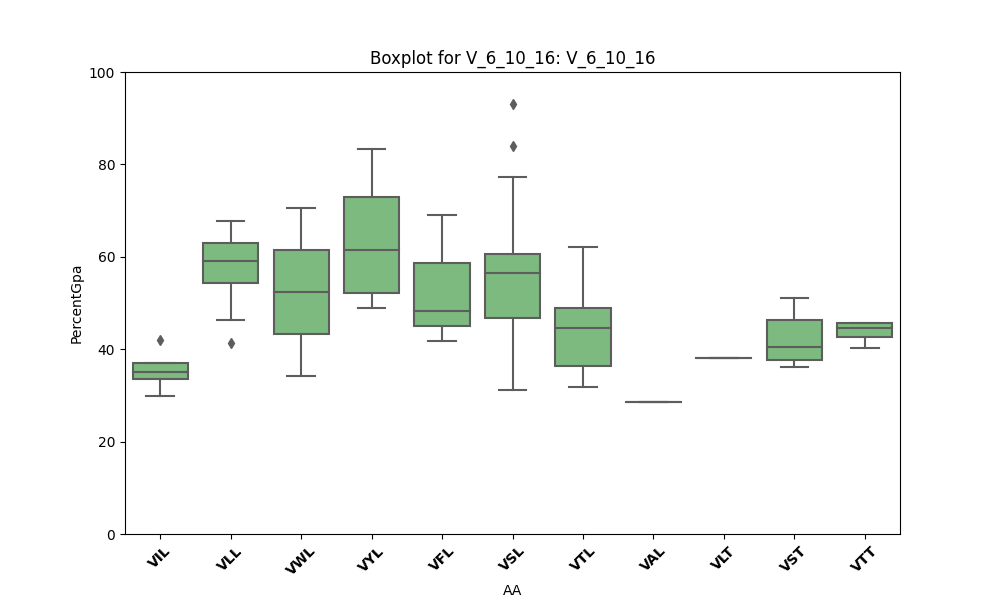 Boxplot for V_6_10_16: V_6_10_16
100
80
60
40
20
0
PercentGpa
VIL VLL VWL VYL VFL VSL VTL VAL VLT VST VTT
AA